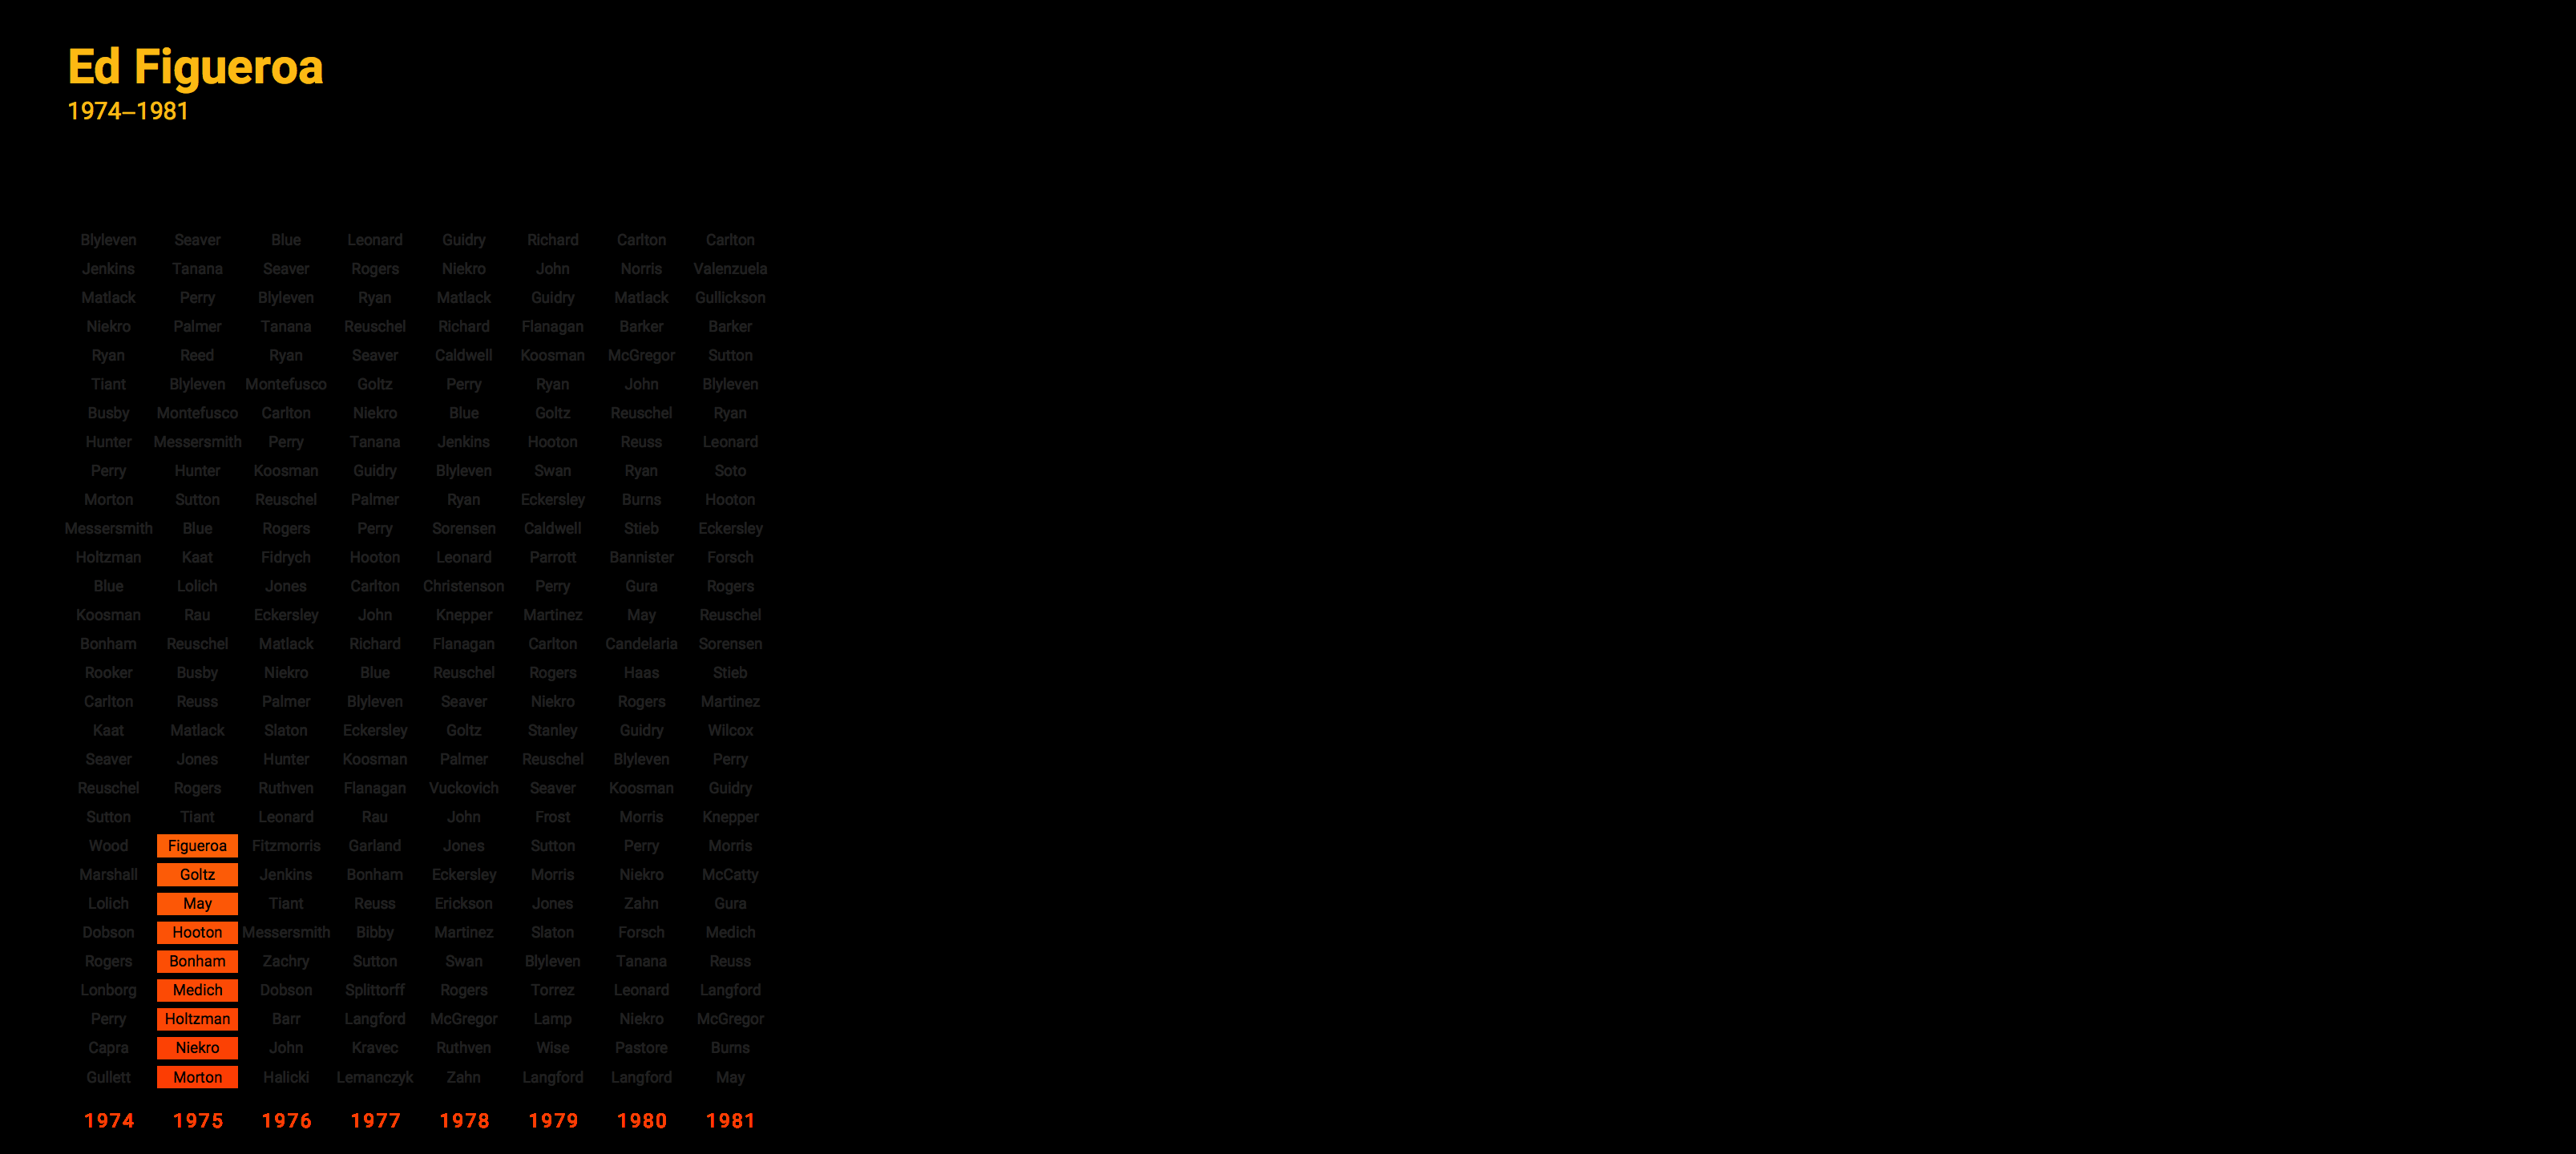 Ed Figueroa
1974–1981
Blyleven Seaver Blue Leonard Guidry Richard Carlton Carlton
Jenkins Tanana Seaver Rogers Niekro John Norris Valenzuela
Matlack Perry Blyleven Ryan Matlack Guidry Matlack Gullickson
Niekro Palmer Tanana Reuschel Richard Flanagan Barker Barker
Ryan Reed Ryan Seaver Caldwell Koosman McGregor Sutton
Tiant Blyleven Montefusco Goltz Perry Ryan John Blyleven
Busby Montefusco Carlton Niekro Blue Goltz Reuschel Ryan
Hunter Messersmith Perry Tanana Jenkins Hooton Reuss Leonard
Perry Hunter Koosman Guidry Blyleven Swan Ryan Soto
Morton Sutton Reuschel Palmer Ryan Eckersley Burns Hooton
Messersmith Blue Rogers Perry Sorensen Caldwell Stieb Eckersley
Holtzman Kaat Fidrych Hooton Leonard Parrott Bannister Forsch
Blue Lolich Jones Carlton Christenson Perry Gura Rogers
Koosman Rau Eckersley John Knepper Martinez May Reuschel
Bonham Reuschel Matlack Richard Flanagan Carlton Candelaria Sorensen
Rooker Busby Niekro Blue Reuschel Rogers Haas Stieb
Carlton Reuss Palmer Blyleven Seaver Niekro Rogers Martinez
Kaat Matlack Slaton Eckersley Goltz Stanley Guidry Wilcox
Seaver Jones Hunter Koosman Palmer Reuschel Blyleven Perry
Reuschel Rogers Ruthven Flanagan Vuckovich Seaver Koosman Guidry
Sutton Tiant Leonard Rau John Frost Morris Knepper
Wood Figueroa Fitzmorris Garland Jones Sutton Perry Morris
Marshall Goltz Jenkins Bonham Eckersley Morris Niekro McCatty
Lolich May Tiant Reuss Erickson Jones Zahn Gura
Dobson Hooton Messersmith Bibby Martinez Slaton Forsch Medich
Rogers Bonham Zachry Sutton Swan Blyleven Tanana Reuss
Lonborg Medich Dobson Splittorff Rogers Torrez Leonard Langford
Perry Holtzman Barr Langford McGregor Lamp Niekro McGregor
Capra Niekro John Kravec Ruthven Wise Pastore Burns
Gullett Morton Halicki Lemanczyk Zahn Langford Langford May
1974 1975 1976 1977 1978 1979 1980 1981